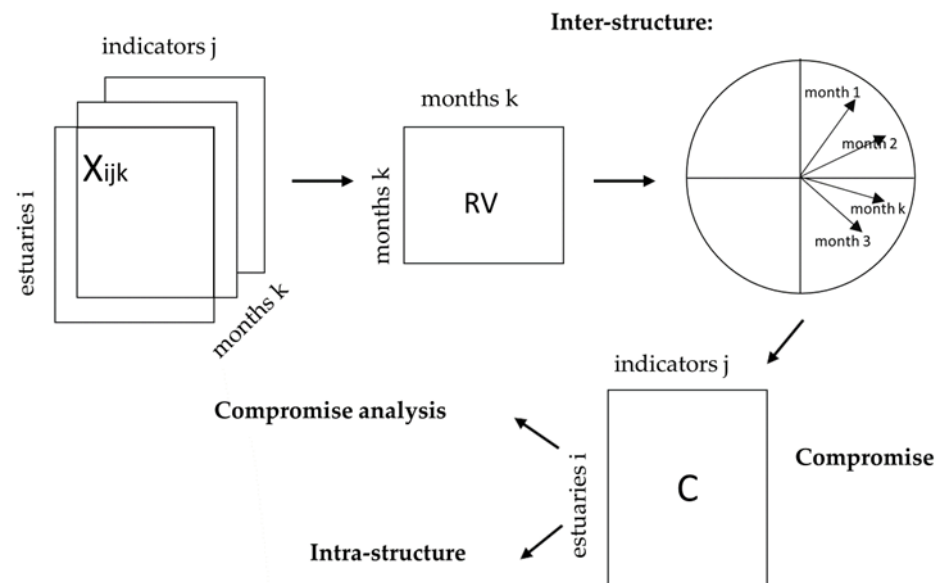 Inter-structure:
indicators j
Xijk
estuaries i
months k
months k
months k
RV
month 1
month 2
month k
month 3
indicators j
estuaries i
C
Compromise
Compromise analysis
Intra-structure